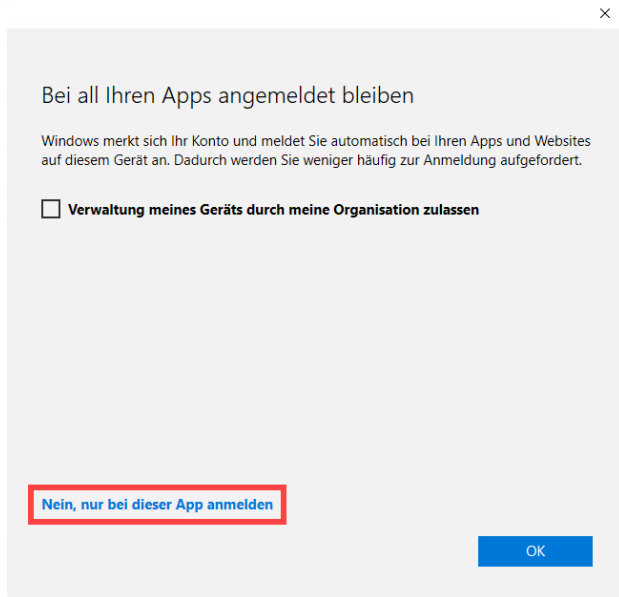 Bei all Ihren Apps angemeldet bleiben
Windows merkt sich Ihr Konto und meldet Sie automatisch bei Ihren Apps und Websites
auf diesem Gerät an. Dadurch werden Sie weniger häufig zur Anmeldung aufgefordert.
Verwaltung meines Geräts durch meine Organisation zulassen
Nein, nur bei dieser App anmelden
OK